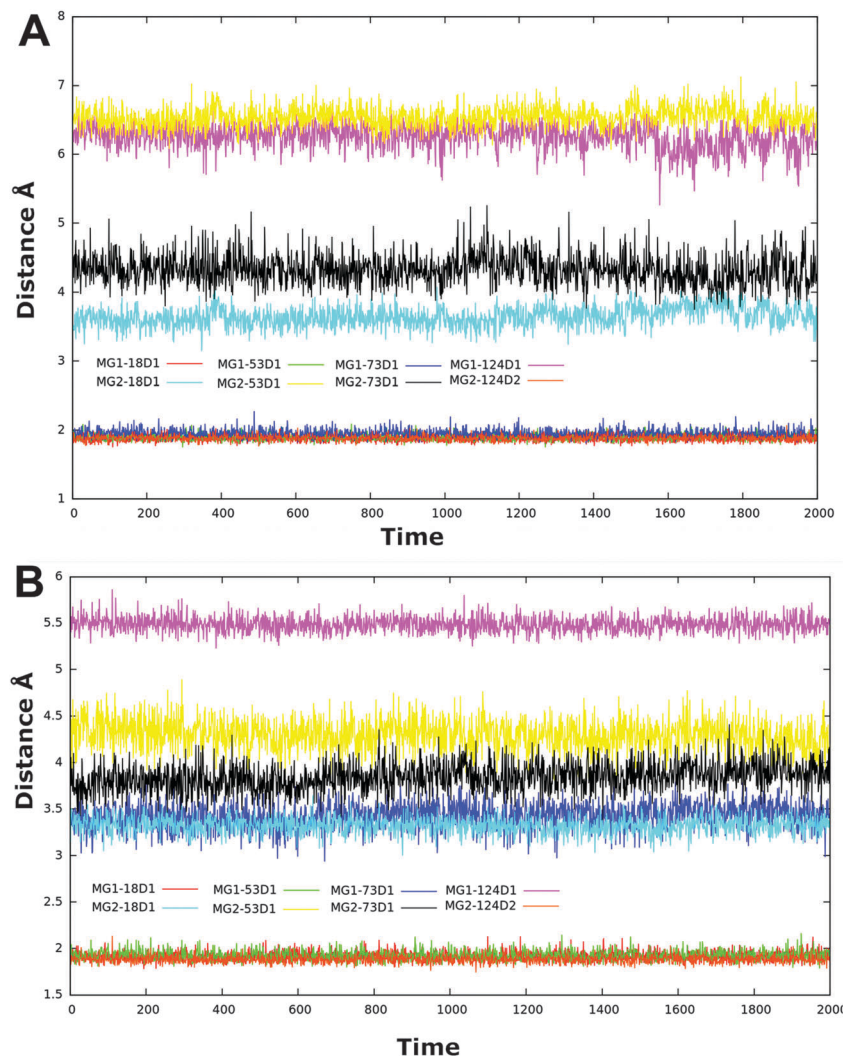 A
8
7
6
5
4
3
2
1
Distance Å
MG1-18D1 MG1-53D1 MG1-73D1 MG1-124D1
MG2-18D1 MG2-53D1 MG2-73D1 MG2-124D2
0 200 400 600 800 1000 1200 1400 1600 1800 2000
Time
B
6
5.5
5
4.5
4
3.5
3
2.5
2
1.5
Distance Å
MG1-18D1 MG1-53D1 MG1-73D1 MG1-124D1
MG2-18D1 MG2-53D1 MG2-73D1 MG2-124D2
0 200 400 600 800 1000 1200 1400 1600 1800 2000
Time